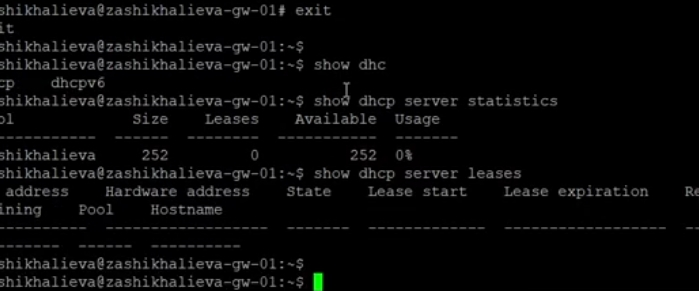 shikhalieva@zashikhalieva-gw-01# exit
it
shikhalieva@zashikhalieva-gw-01:~$
shikhalieva@zashikhalieva-gw-01:~$ show dhc
cp dhcpv6
shikhalieva@zashikhalieva-gw-01:~$ show dhcp server statistics
ol Size Leases Available Usage
----------- ------ -------- ----------- -------
shikhalieva 252 0 252 0%
shikhalieva@zashikhalieva-gw-01:~$ show dhcp server leases
address Hardware address State Lease start Lease expiration Re
ining Pool Hostname
---------- ------------------ ------- ------------- ------------------ --
------- ------ ----------
shikhalieva@zashikhalieva-gw-01:~$
shikhalieva@zashikhalieva-gw-01:~$